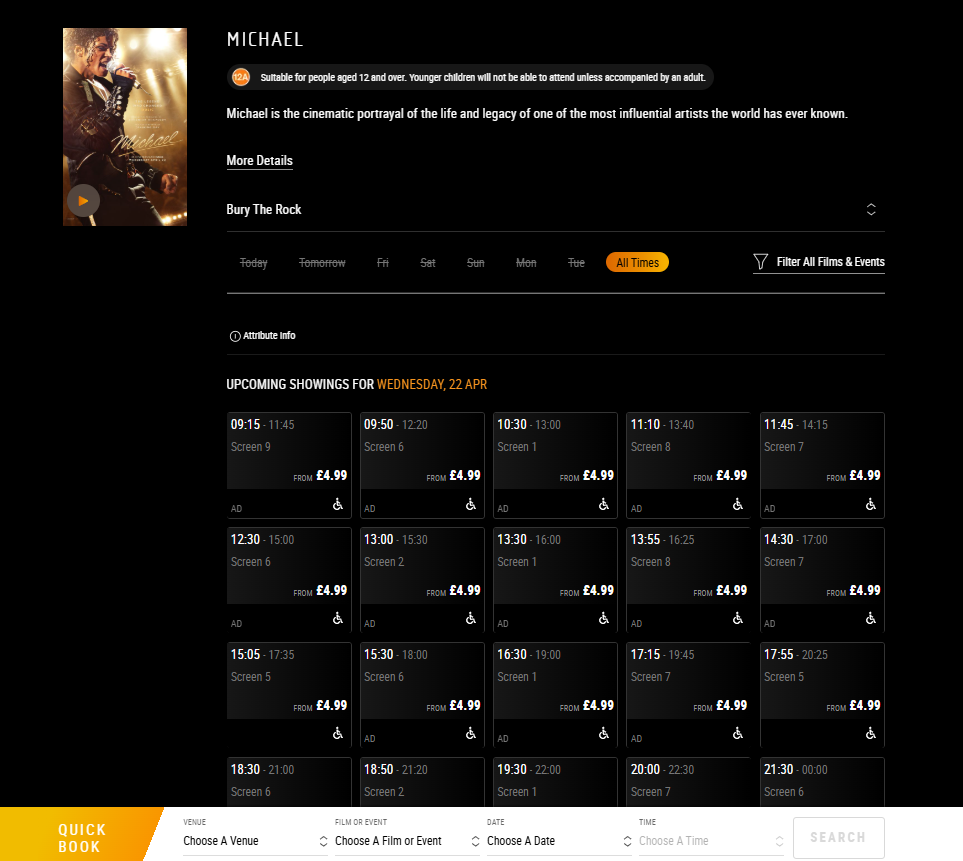 MICHAEL
12A Suitable for people aged 12 and over. Younger children will not be able to attend unless accompanied by an adult.
Michael is the cinematic portrayal of the life and legacy of one of the most influential artists the world has ever known.
Michael
More Details
Bury The Rock
Today Tomorrow Fri Sat Sun Mon Tue All Times Filter All Films & Events
Attribute Info
UPCOMING SHOWINGS FOR WEDNESDAY, 22 APR
09:15 - 11:45 09:50 - 12:20 10:30 - 13:00 11:10 - 13:40 11:45 - 14:15
Screen 9 Screen 6 Screen 1 Screen 8 Screen 7
FROM £4.99 FROM £4.99 FROM £4.99 FROM £4.99 FROM £4.99
AD AD AD AD AD
12:30 - 15:00 13:00 - 15:30 13:30 - 16:00 13:55 - 16:25 14:30 - 17:00
Screen 6 Screen 2 Screen 1 Screen 8 Screen 7
FROM £4.99 FROM £4.99 FROM £4.99 FROM £4.99 FROM £4.99
AD AD AD AD AD
15:05 - 17:35 15:30 - 18:00 16:30 - 19:00 17:15 - 19:45 17:55 - 20:25
Screen 5 Screen 6 Screen 1 Screen 7 Screen 5
FROM £4.99 FROM £4.99 FROM £4.99 FROM £4.99 FROM £4.99
AD AD AD
18:30 - 21:00 18:50 - 21:20 19:30 - 22:00 20:00 - 22:30 21:30 - 00:00
Screen 6 Screen 2 Screen 1 Screen 7 Screen 6
QUICK BOOK
VENUE FILM OR EVENT DATE TIME
Choose A Venue Choose A Film or Event Choose A Date Choose A Time SEARCH